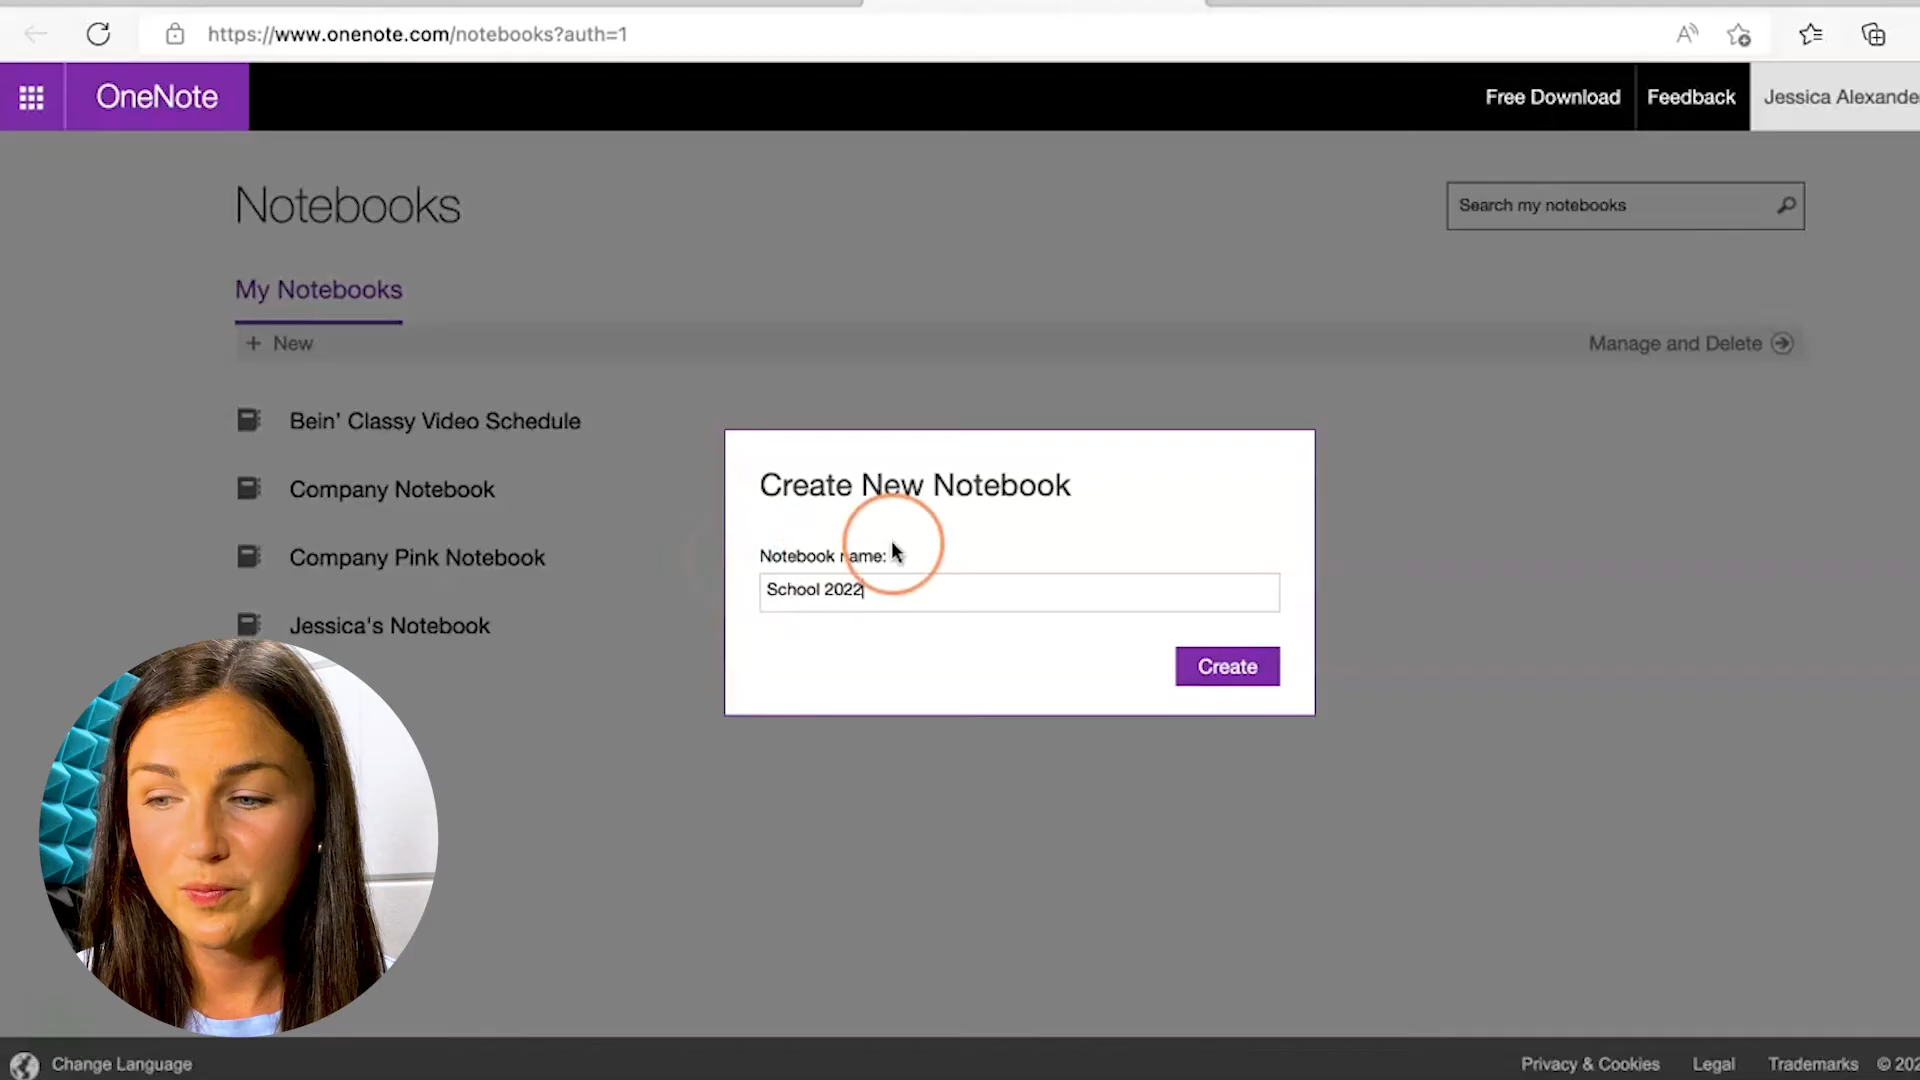 https://www.onenote.com/notebooks?auth=1
OneNote
Free Download
Feedback
Jessica Alexande
Notebooks
Search my notebooks
My Notebooks
+ New
Manage and Delete
Bein' Classy Video Schedule
Company Notebook
Company Pink Notebook
Jessica's Notebook
Create New Notebook
Notebook name:
School 2022
Create
Change Language
Privacy & Cookies
Legal
Trademarks
© 202